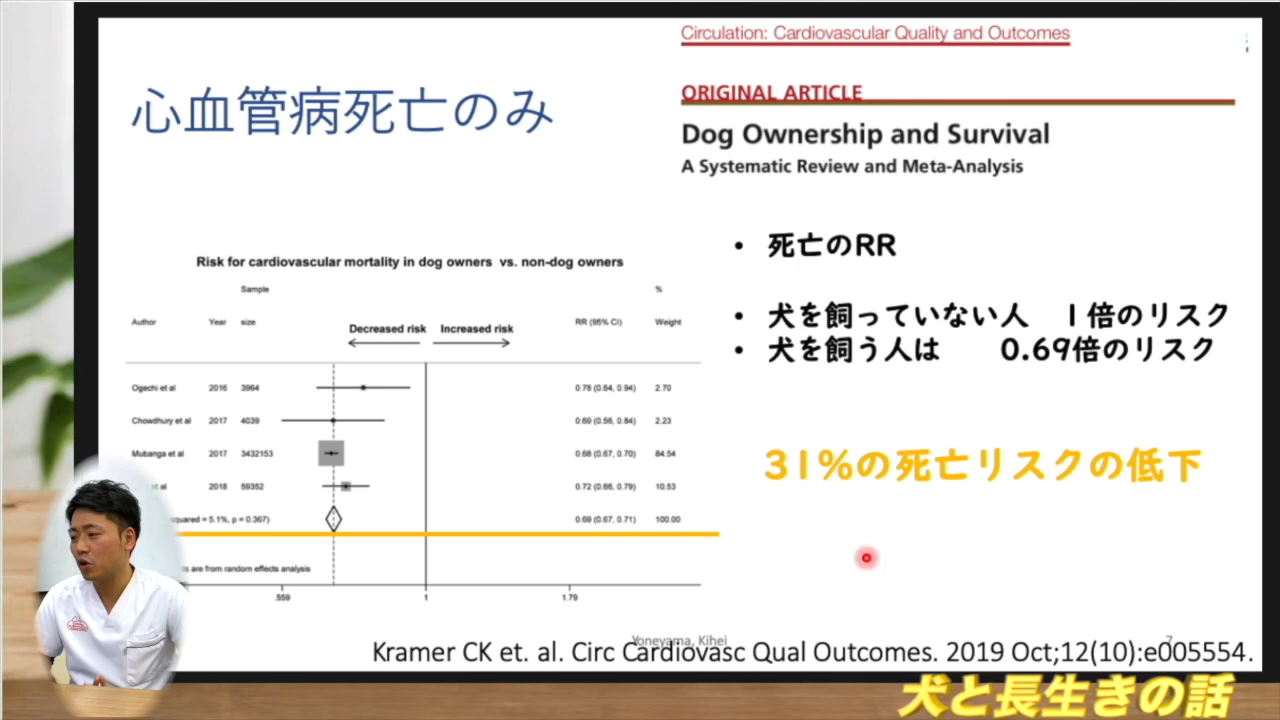 Circulation: Cardiovascular Quality and Outcomes
心血管病死亡のみ
ORIGINAL ARTICLE
Dog Ownership and Survival
A Systematic Review and Meta-Analysis
• 死亡のRR
• 犬を飼っていない人 1倍のリスク
• 犬を飼う人は 0.69倍のリスク
31%の死亡リスクの低下
Risk for cardiovascular mortality in dog owners vs. non-dog owners
Sample %
Author Year size RR (95% CI) Weight
Decreased risk Increased risk
Ogechi et al 2016 3964 0.78 (0.64, 0.94) 2.70
Chowdhury et al 2017 4039 0.69 (0.56, 0.84) 2.23
Mubanga et al 2017 3432153 0.68 (0.67, 0.70) 84.54
et al 2018 59352 0.72 (0.66, 0.79) 10.53
squared = 5.1%, p = 0.367) 0.69 (0.67, 0.71) 100.00
are from random effects analysis
.559 1 1.79
Yoneyama, Kihei 7
Kramer CK et. al. Circ Cardiovasc Qual Outcomes. 2019 Oct;12(10):e005554.
犬と長生きの話